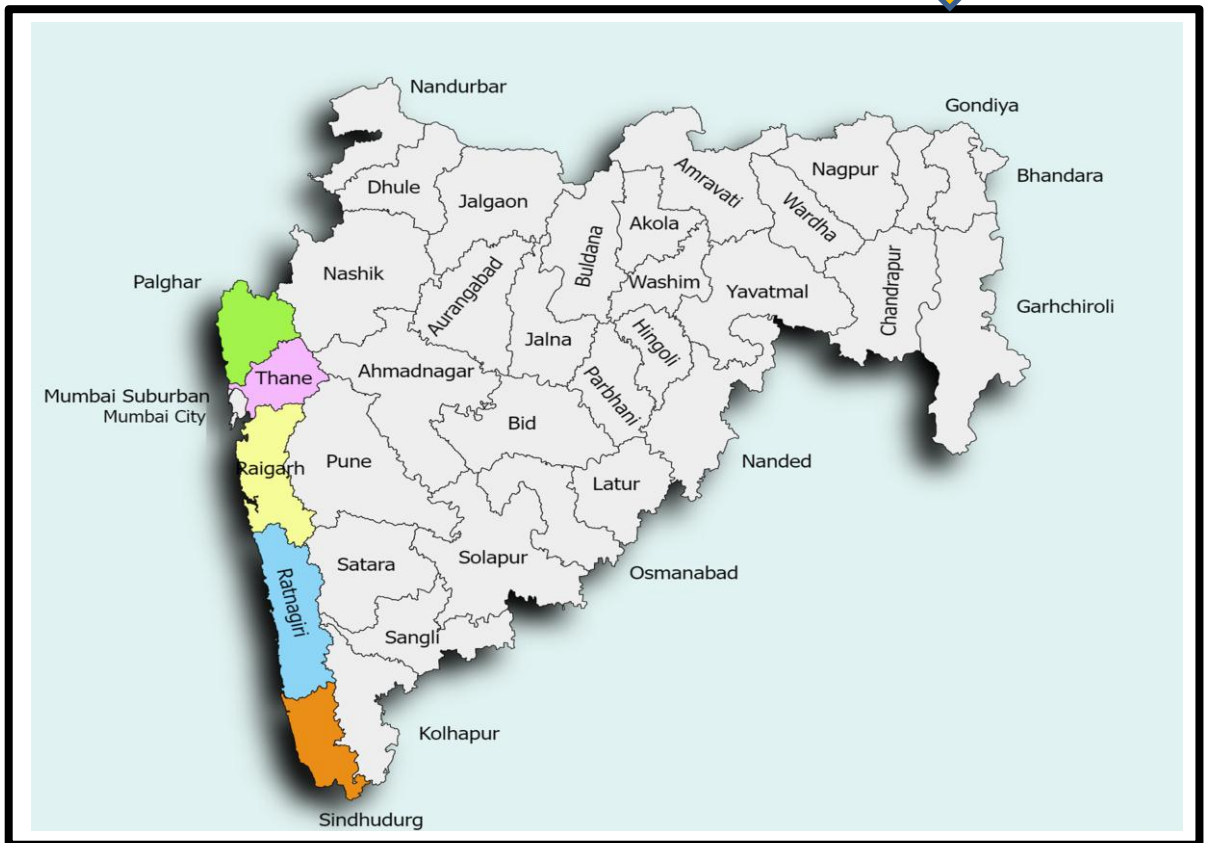 Nandurbar
Gondiya
Nagpur
Amravati
Bhandara
Dhule
Jalgaon
Wardha
Akola
Buldana
Nashik
Aurangabad
Washim
Yavatmal
Chandrapur
Palghar
Garhchiroli
Jalna
Hingoli
Thane
Ahmadnagar
Parbhani
Mumbai Suburban
Mumbai City
Bid
Raigarh
Pune
Nanded
Latur
Satara
Solapur
Osmanabad
Ratnagiri
Sangli
Kolhapur
Sindhudurg